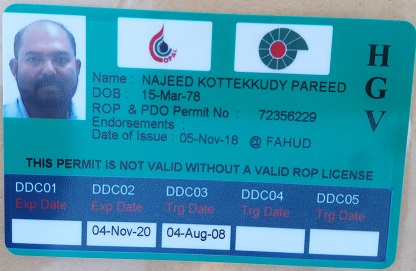 OPAL
HGV
Name : NAJEED KOTTEKKUDY PAREED
DOB : 15-Mar-78
ROP & PDO Permit No : 72356229
Endorsements :
Date of Issue : 05-Nov-18 @ FAHUD
THIS PERMIT IS NOT VALID WITHOUT A VALID ROP LICENSE
DDC01 DDC02 DDC03 DDC04 DDC05
Exp Date Exp Date Trg Date Trg Date Trg Date
04-Nov-20 04-Aug-08